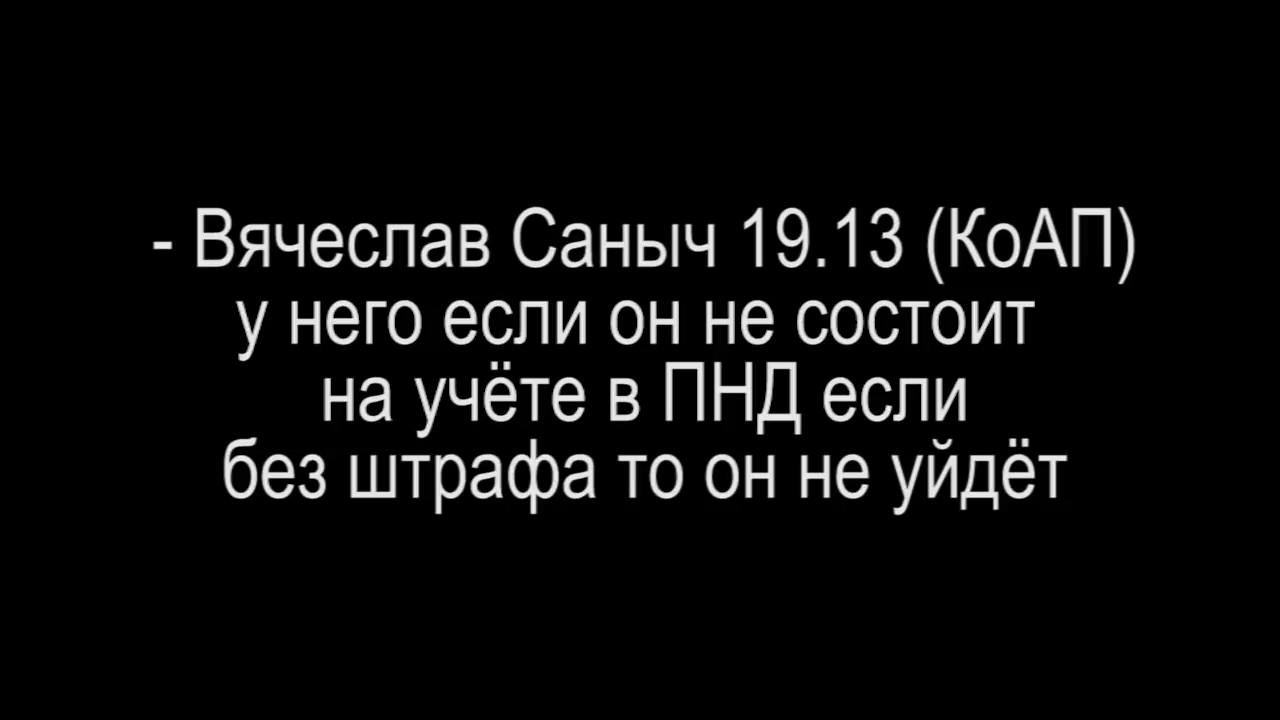 - Вячеслав Саныч 19.13 (КоАП)
у него если он не состоит
на учёте в ПНД если
без штрафа то он не уйдёт